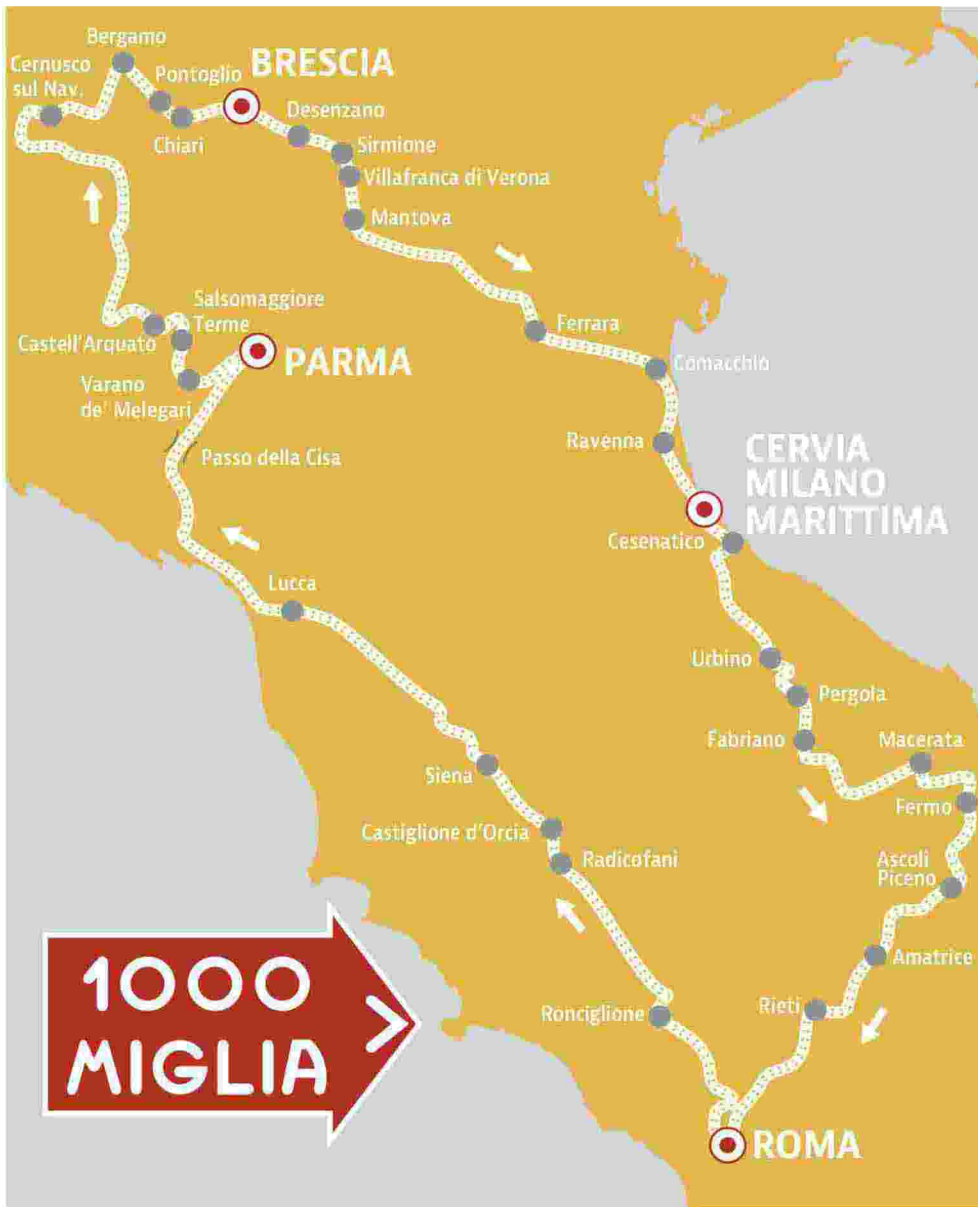 Bergamo
Cernusco
sul Nav.
Pontoglio
BRESCIA
Desenzano
Chiari
Sirmione
Villafranca di Verona
Mantova
Salsomaggiore
Terme
Castell'Arquato
PARMA
Ferrara
Comacchio
Varano
de' Melegari
Passo della Cisa
Ravenna
CERVIA
MILANO
MARITTIMA
Cesenatico
Lucca
Urbino
Pergola
Fabriano
Macerata
Siena
Fermo
Castiglione d'Orcia
Radicofani
Ascoli
Piceno
Amatrice
Ronciglione
Rieti
1000
MIGLIA
ROMA